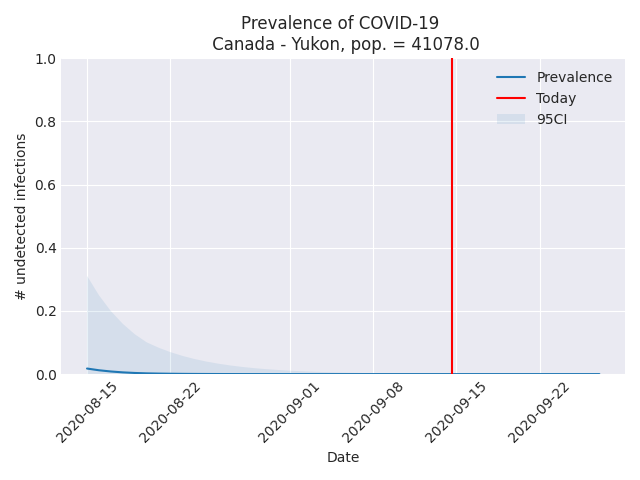 Prevalence of COVID-19
Canada - Yukon, pop. = 41078.0
1.0
0.8
0.6
0.4
0.2
0.0
# undetected infections
Prevalence
Today
95CI
2020-08-15
2020-08-22
2020-09-01
2020-09-08
2020-09-15
2020-09-22
Date